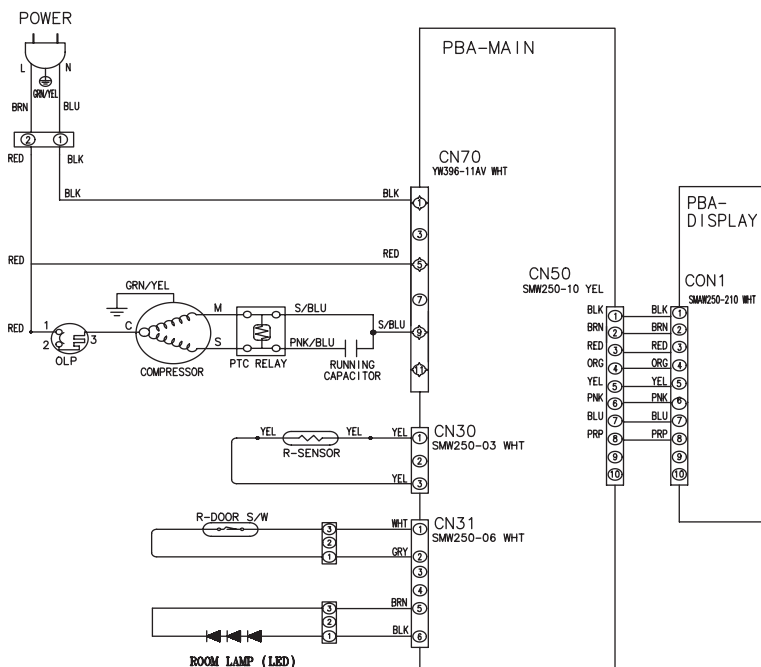 POWER
L N
GRN/YEL
BRN BLU
2 1
RED BLK
BLK BLK
RED RED
PBA-MAIN
CN70
YW396-11AV WHT
1
3
5
7
9
11
GRN/YEL
RED 1 2 3
OLP
C M S
COMPRESSOR
PTC RELAY
S/BLU
PNK/BLU
S/BLU
RUNNING
CAPACITOR
PBA-
DISPLAY
CN50
SMW250-10 YEL
CON1
SMAW250-210 WHT
BLK 1 BLK 1
BRN 2 BRN 2
RED 3 RED 3
ORG 4 ORG 4
YEL 5 YEL 5
PNK 6 PNK 6
BLU 7 BLU 7
PRP 8 PRP 8
9 9
10 10
YEL YEL YEL 1
R-SENSOR
2
YEL 3
CN30
SMW250-03 WHT
R-DOOR S/W
3 WHT 1
2
1 GRY 2
3
4
CN31
SMW250-06 WHT
3 BRN 5
2
1 BLK 6
ROOM LAMP (LED)